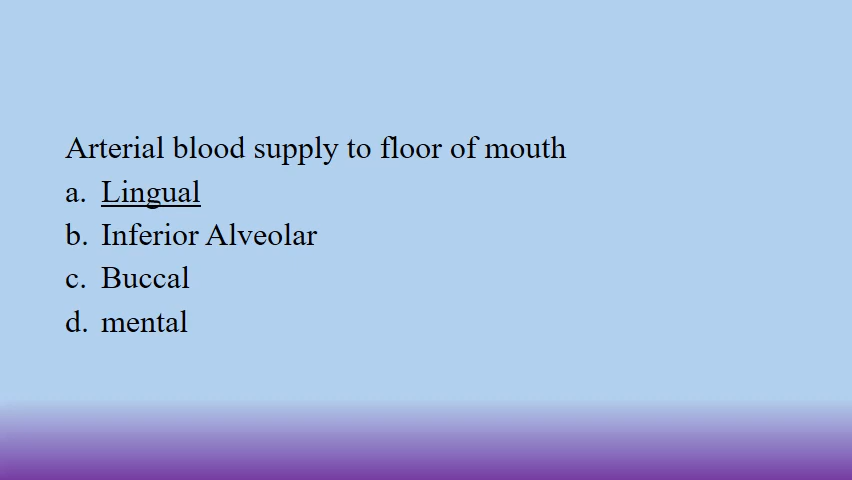 Arterial blood supply to floor of mouth
a. Lingual
b. Inferior Alveolar
c. Buccal
d. mental